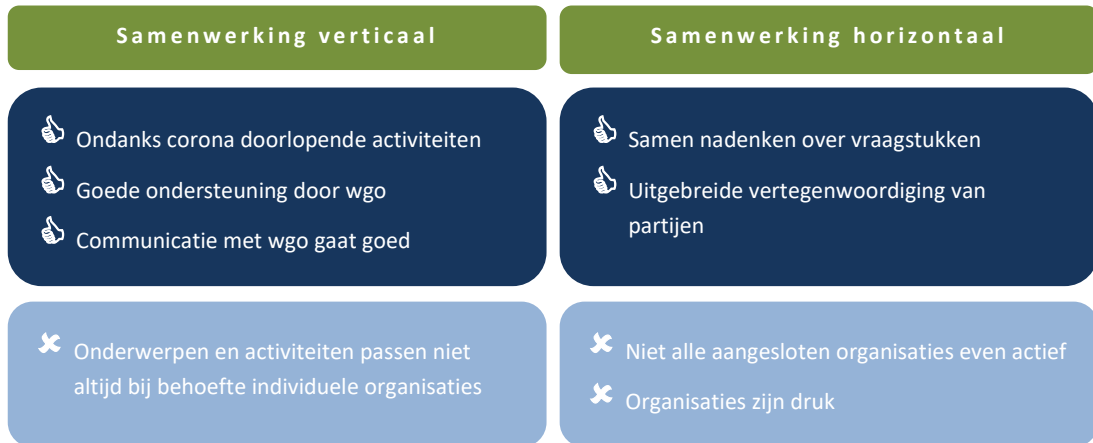 Samenwerking verticaal
Ondanks corona doorlopende activiteiten
Goede ondersteuning door wgo
Communicatie met wgo gaat goed
Onderwerpen en activiteiten passen niet
altijd bij behoefte individuele organisaties
Samenwerking horizontaal
Samen nadenken over vraagstukken
Uitgebreide vertegenwoordiging van
partijen
Niet alle aangesloten organisaties even actief
Organisaties zijn druk